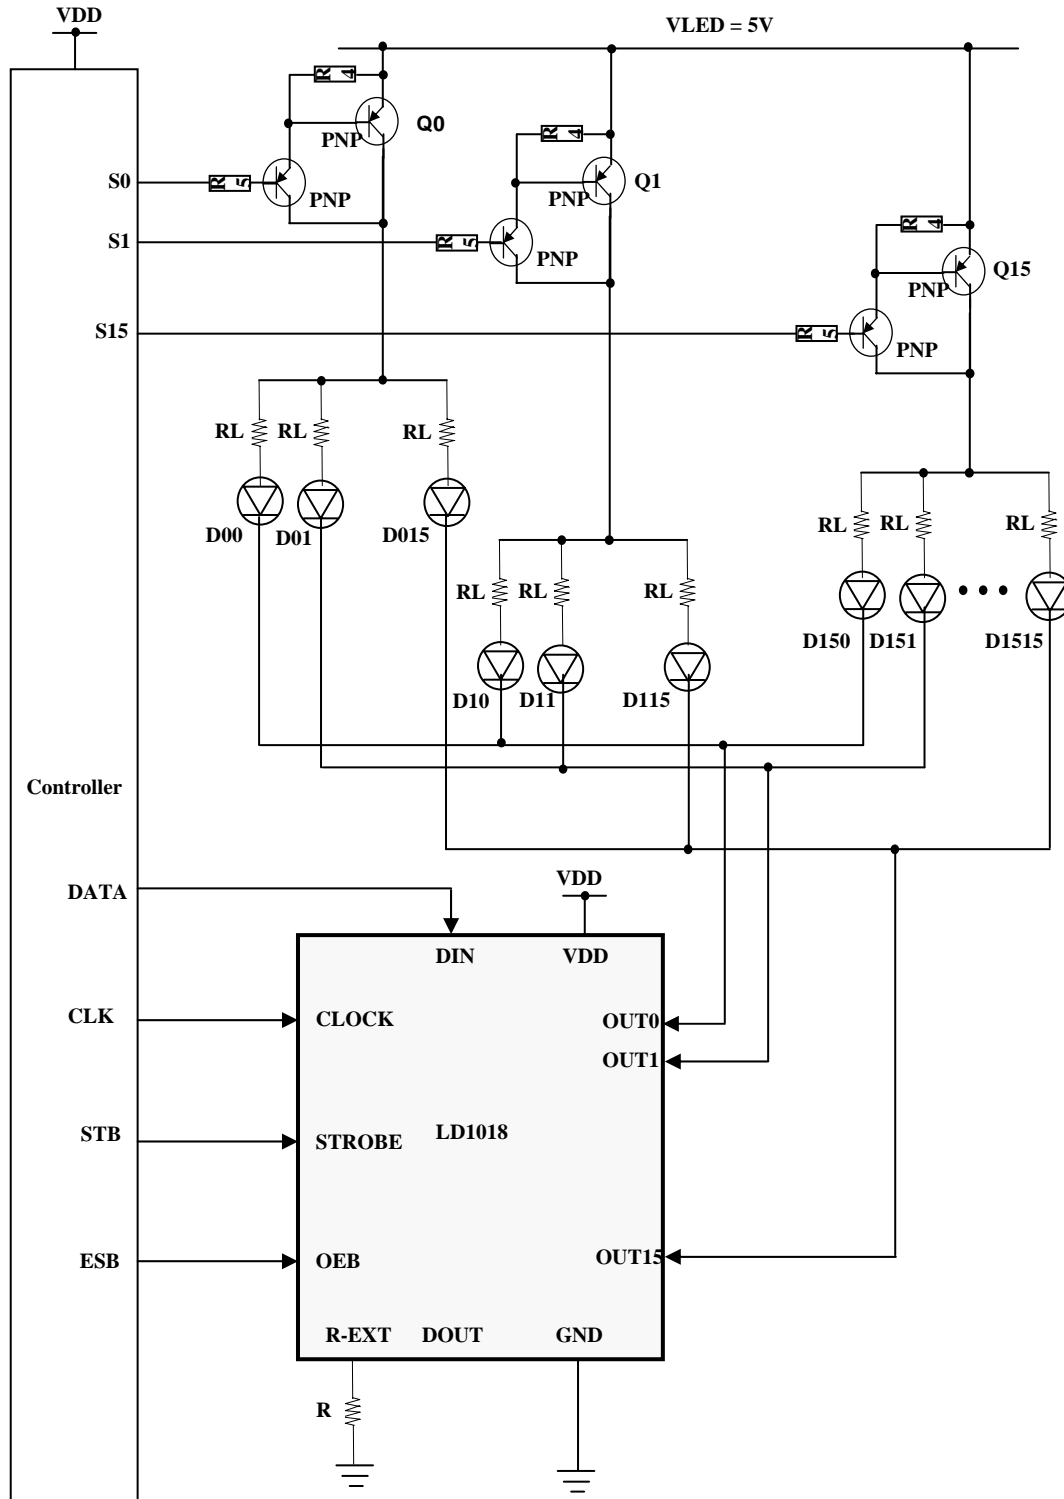 VDD
VLED = 5V
R4
PNP
Q0
R4
PNP
Q1
S0
R5
PNP
R4
PNP
Q15
S1
R5
PNP
S15
R5
PNP
RL
RL
RL
D00
D01
D015
RL
RL
RL
D150
D151
D1515
RL
RL
RL
D10
D11
D115
Controller
DATA
VDD
DIN
VDD
CLK
CLOCK
OUT0
OUT1
STB
STROBE
LD1018
ESB
OEB
OUT15
R-EXT
DOUT
GND
R